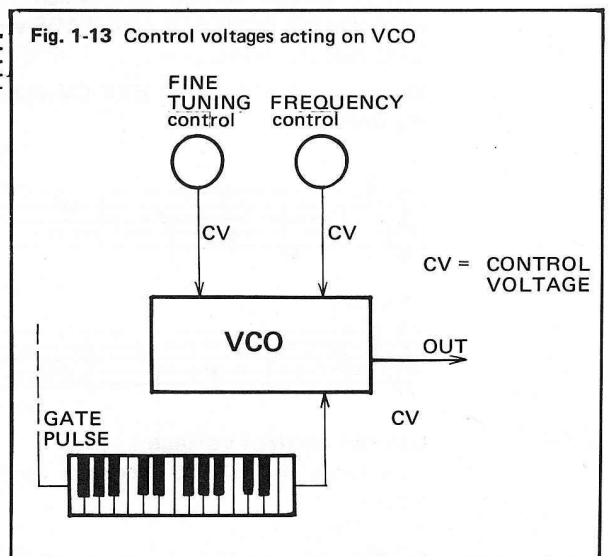 Fig. 1-13 Control voltages acting on VCO
FINE
TUNING
control
FREQUENCY
control
CV
CV
CV = CONTROL
VOLTAGE
VCO
OUT
CV
GATE
PULSE